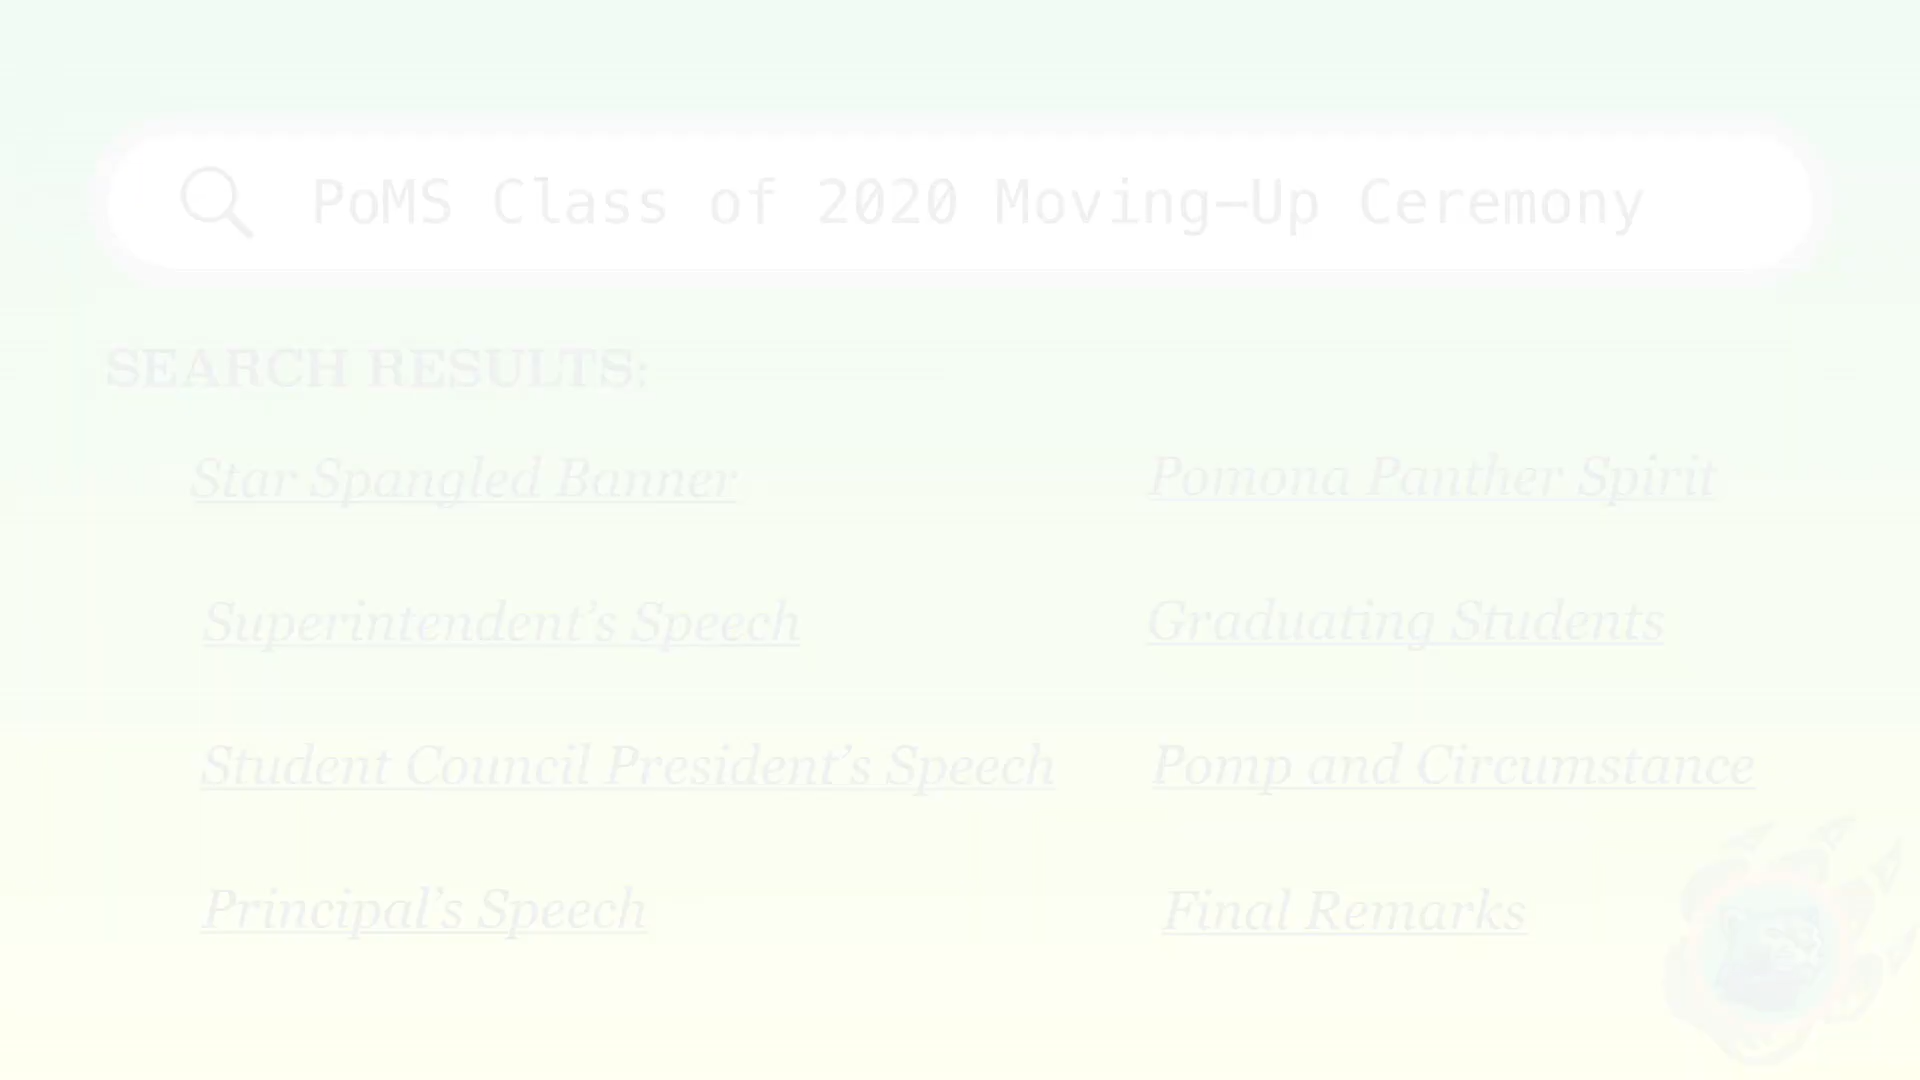 PoMS Class of 2020 Moving-Up Ceremony
SEARCH RESULTS:
Star Spangled Banner
Superintendent's Speech
Student Council President's Speech
Principal's Speech
Pomona Panther Spirit
Graduating Students
Pomp and Circumstance
Final Remarks